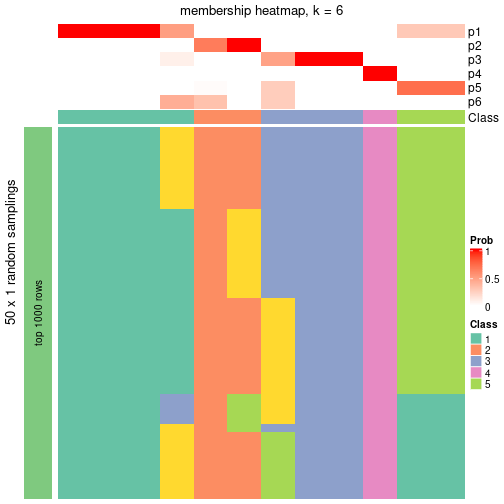 membership heatmap, k = 6
p1
p2
p3
p4
p5
p6
Class
50 x 1 random samplings
top 1000 rows
Prob
1
0.5
0
Class
1
2
3
4
5